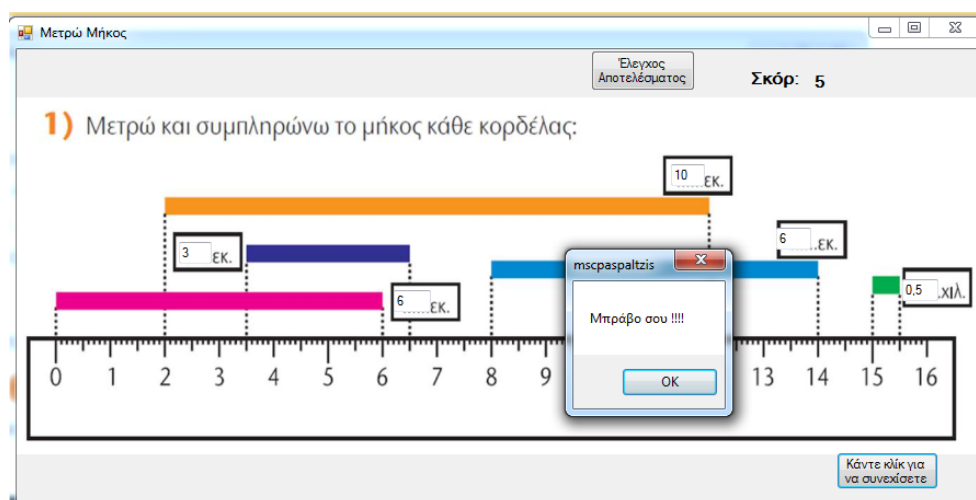 Μετρώ Μήκος
Έλεγχος
Αποτελέσματος
Σκόρ: 5
1) Μετρώ και συμπληρώνω το μήκος κάθε κορδέλας:
10 ......εκ.
3 εκ.
6 ..εκ.
6 εκ.
0,5 .χιλ.
mscpaspaltzis
Μπράβο σου !!!!
OK
0 1 2 3 4 5 6 7 8 9 13 14 15 16
Κάντε κλίκ για
να συνεχίσετε